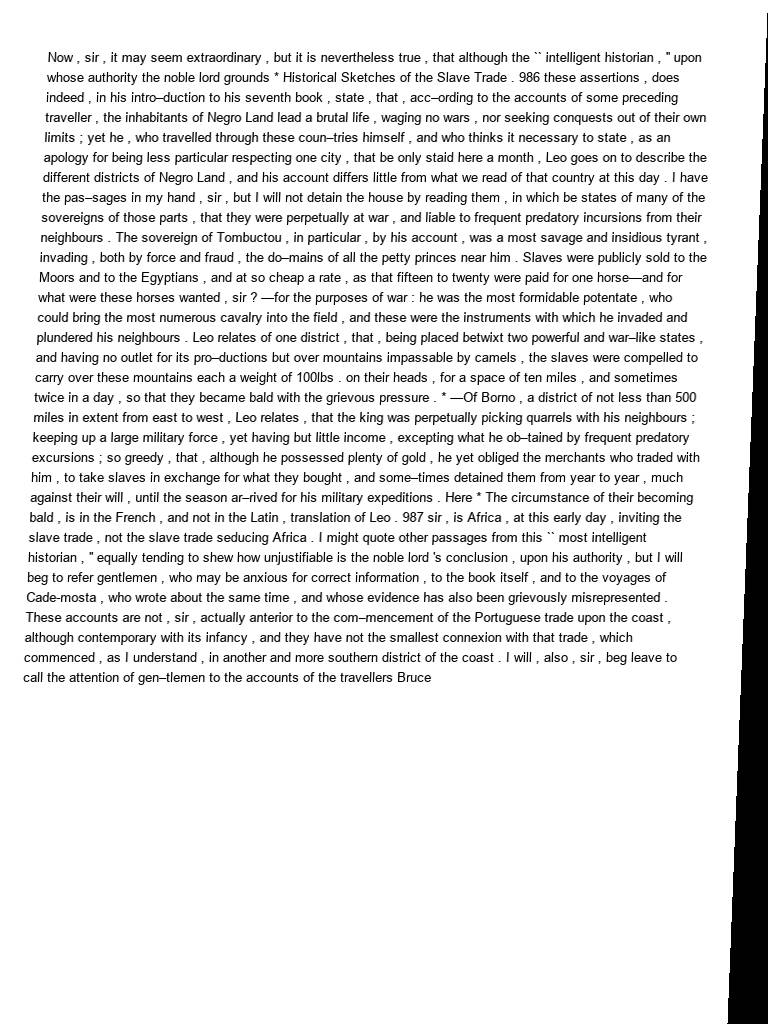 Now , sir , it may seem extraordinary , but it is nevertheless true , that although the `` intelligent historian , " upon
whose authority the noble lord grounds * Historical Sketches of the Slave Trade . 986 these assertions , does
indeed , in his intro–duction to his seventh book , state , that , acc–ording to the accounts of some preceding
traveller , the inhabitants of Negro Land lead a brutal life , waging no wars , nor seeking conquests out of their own
limits ; yet he , who travelled through these coun–tries himself , and who thinks it necessary to state , as an
apology for being less particular respecting one city , that be only staid here a month , Leo goes on to describe the
different districts of Negro Land , and his account differs little from what we read of that country at this day . I have
the pas–sages in my hand , sir , but I will not detain the house by reading them , in which be states of many of the
sovereigns of those parts , that they were perpetually at war , and liable to frequent predatory incursions from their
neighbours . The sovereign of Tombuctou , in particular , by his account , was a most savage and insidious tyrant ,
invading , both by force and fraud , the do–mains of all the petty princes near him . Slaves were publicly sold to the
Moors and to the Egyptians , and at so cheap a rate , as that fifteen to twenty were paid for one horse—and for
what were these horses wanted , sir ? —for the purposes of war : he was the most formidable potentate , who
could bring the most numerous cavalry into the field , and these were the instruments with which he invaded and
plundered his neighbours . Leo relates of one district , that , being placed betwixt two powerful and war–like states ,
and having no outlet for its pro–ductions but over mountains impassable by camels , the slaves were compelled to
carry over these mountains each a weight of 100lbs . on their heads , for a space of ten miles , and sometimes
twice in a day , so that they became bald with the grievous pressure . * —Of Borno , a district of not less than 500
miles in extent from east to west , Leo relates , that the king was perpetually picking quarrels with his neighbours ;
keeping up a large military force , yet having but little income , excepting what he ob–tained by frequent predatory
excursions ; so greedy , that , although he possessed plenty of gold , he yet obliged the merchants who traded with
him , to take slaves in exchange for what they bought , and some–times detained them from year to year , much
against their will , until the season ar–rived for his military expeditions . Here * The circumstance of their becoming
bald , is in the French , and not in the Latin , translation of Leo . 987 sir , is Africa , at this early day , inviting the
slave trade , not the slave trade seducing Africa . I might quote other passages from this `` most intelligent
historian , " equally tending to shew how unjustifiable is the noble lord 's conclusion , upon his authority , but I will
beg to refer gentlemen , who may be anxious for correct information , to the book itself , and to the voyages of
Cade-mosta , who wrote about the same time , and whose evidence has also been grievously misrepresented .
These accounts are not , sir , actually anterior to the com–mencement of the Portuguese trade upon the coast ,
although contemporary with its infancy , and they have not the smallest connexion with that trade , which
commenced , as I understand , in another and more southern district of the coast . I will , also , sir , beg leave to
call the attention of gen–tlemen to the accounts of the travellers Bruce